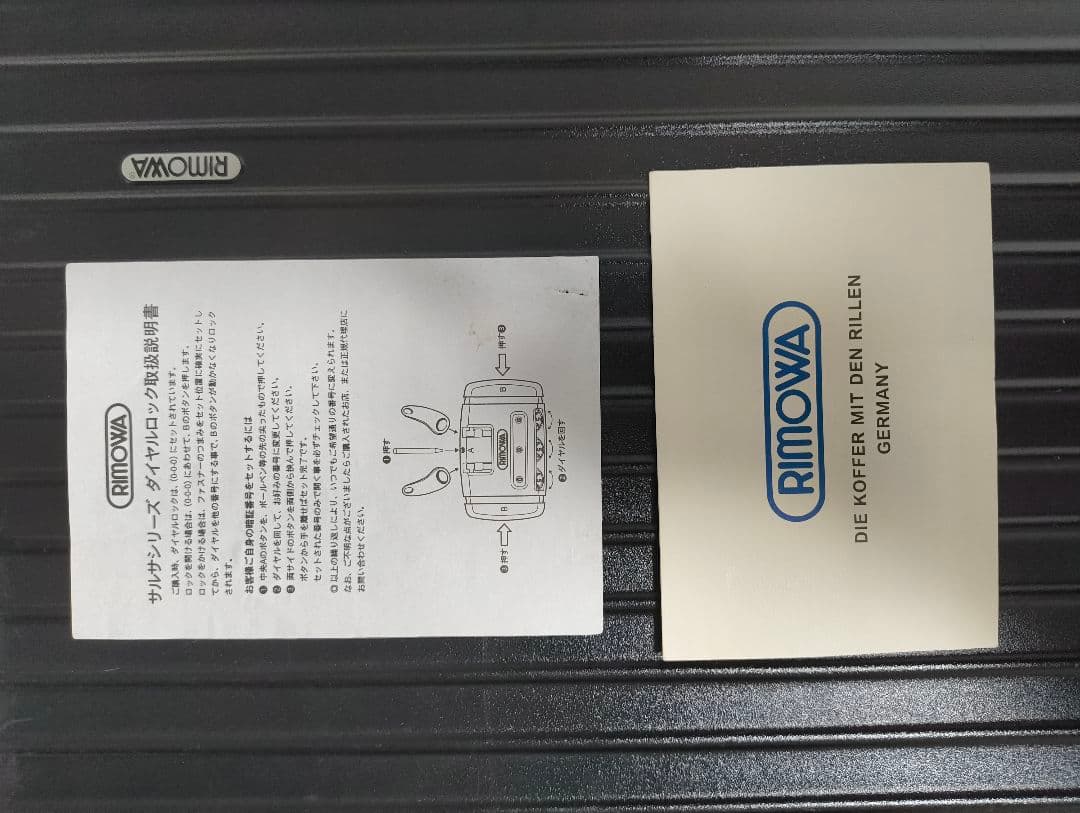 RIMOWA
RIMOWA
サルサシリーズ ダイヤルロック取扱説明書
ご購入時、ダイヤルロックは、(0-0-0) にセットされています。
ロックを開ける場合は、(0-0-0) にあわせて、Bのボタンを押します。
ロックをかける場合は、ファスナーのつまみをセット位置に確実にセットし
てから、ダイヤルを他の番号にする事で、Bのボタンが動かなくなりロック
されます。
お客様ご自身の暗証番号をセットするには
❶ 中央Aのボタンを、ボールペン等の先の尖ったもので押してください。
❷ ダイヤルを回して、お好みの番号に変更してください。
❸ 両サイドのボタンを両側から挟んで押してください。
ボタンから手を離せばセット完了です。
セットされた番号のみで開く事を必ずチェックして下さい。
◎ 以上の繰り返しにより、いつでもご希望通りの番号に変えられます。
なお、ご不明な点がございましたらご購入されたお店、または正規代理店に
お問い合わせください。
❶押す
❸押す
押す❸
A
B
B
RIMOWA
0
0
0
❷ダイヤルを回す
RIMOWA
DIE KOFFER MIT DEN RILLEN
GERMANY